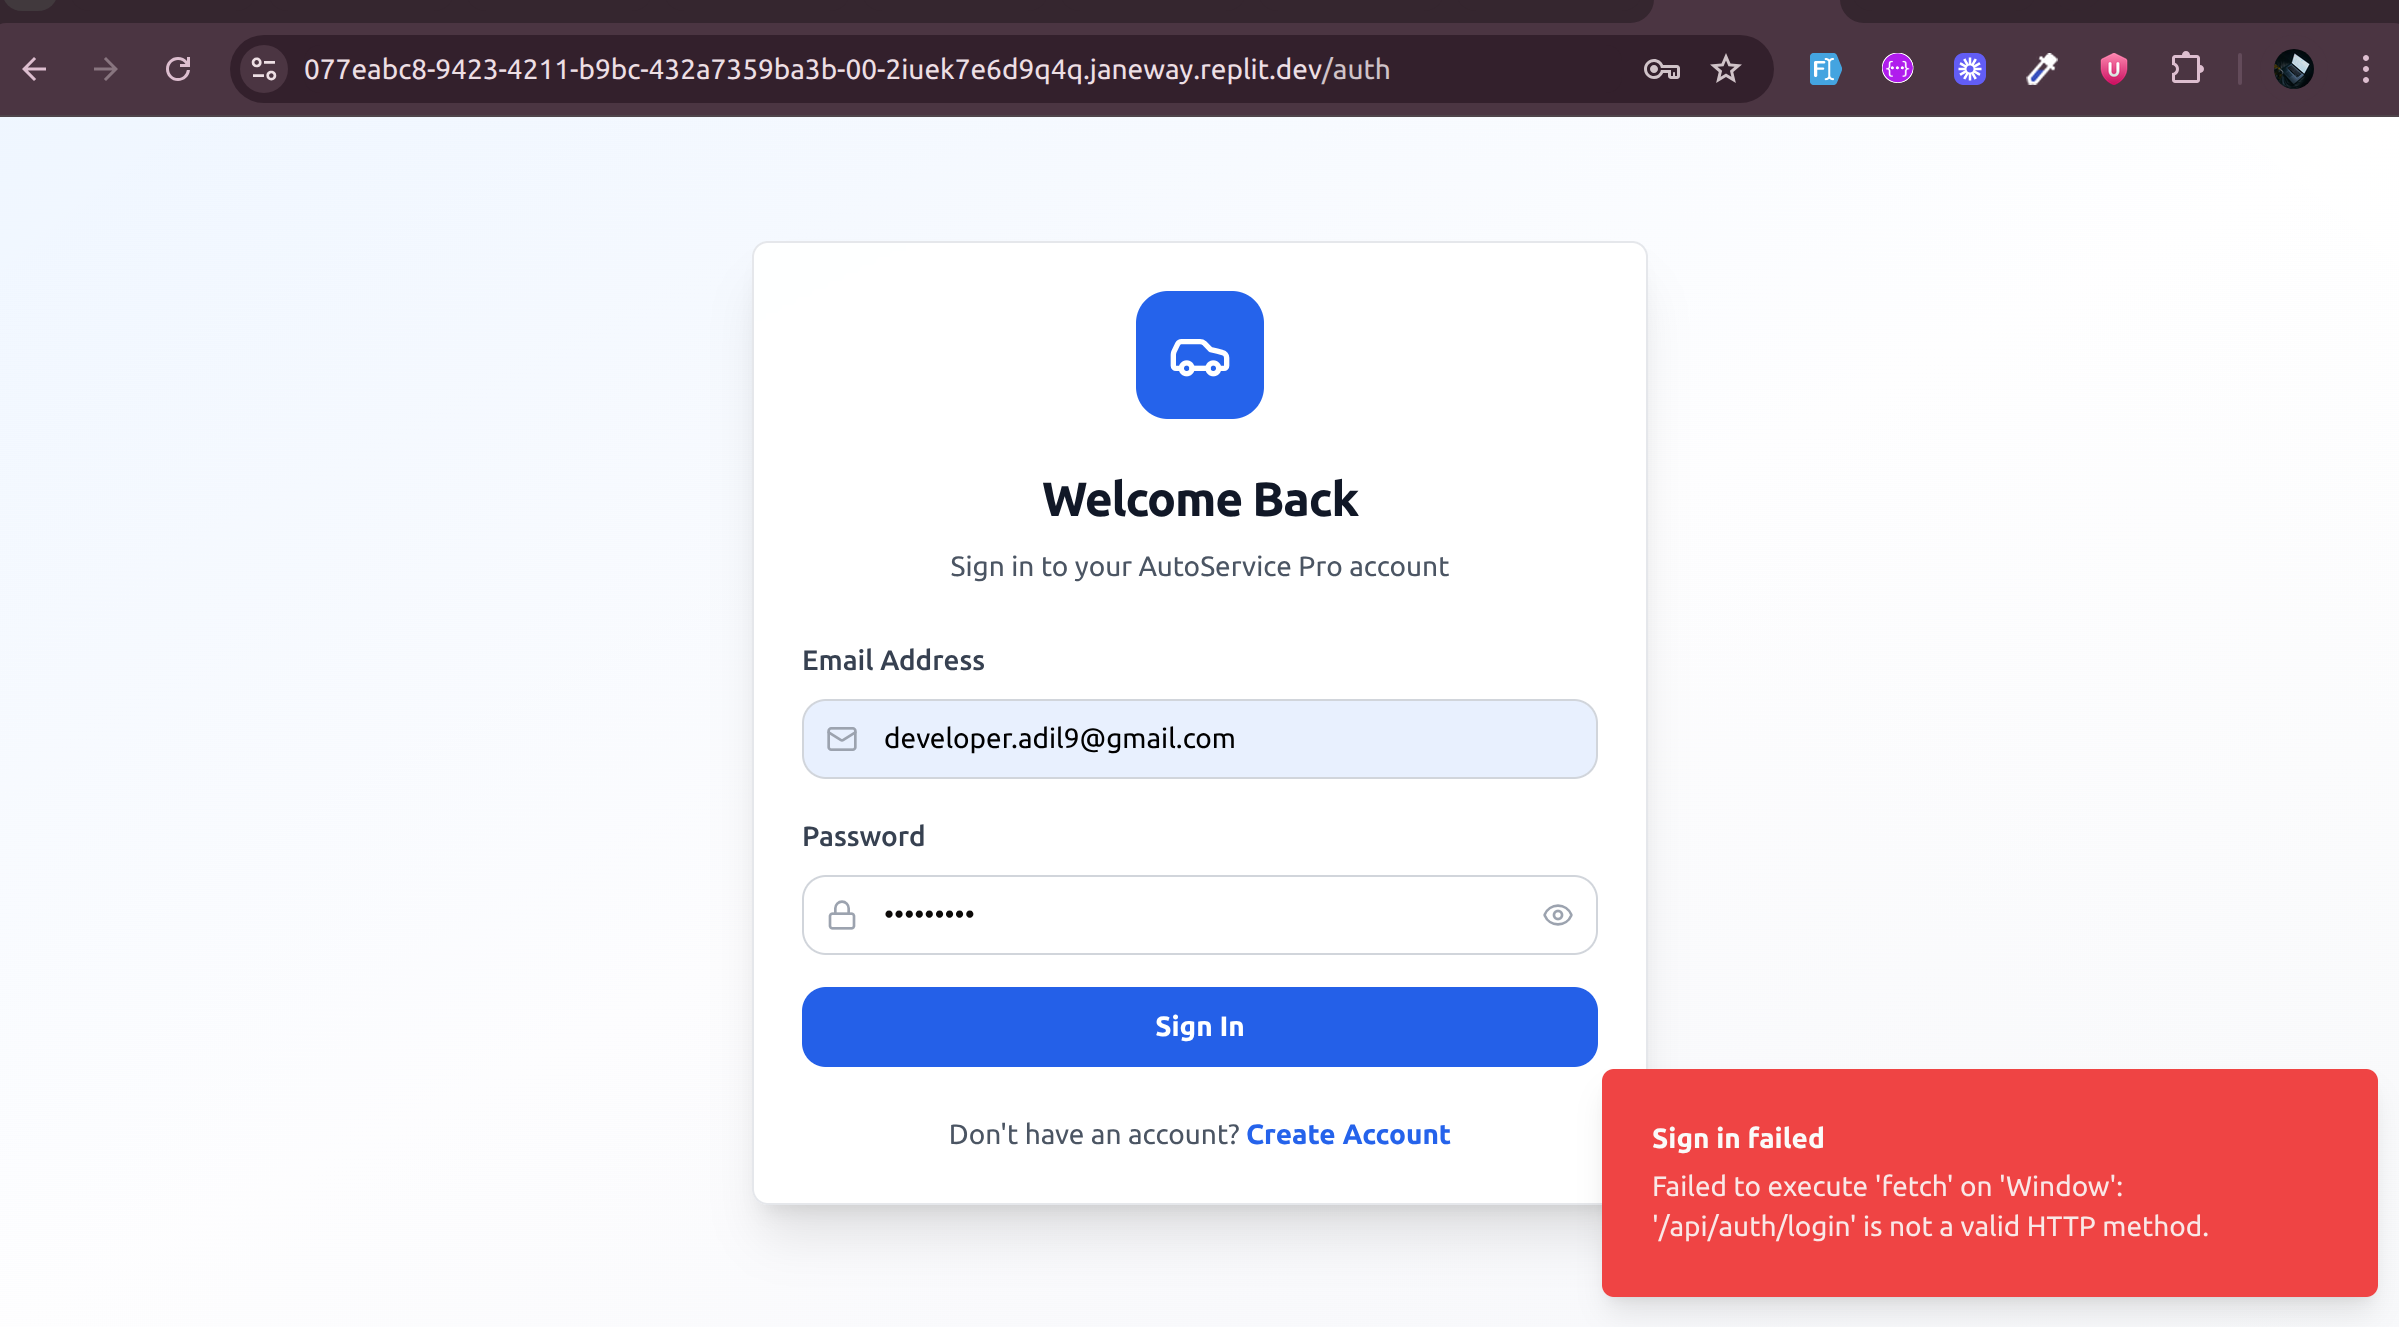 077eabc8-9423-4211-b9bc-432a7359ba3b-00-2iuek7e6d9q4q.janeway.replit.dev/auth
Welcome Back
Sign in to your AutoService Pro account
Email Address
developer.adil9@gmail.com
Password
•••••••••
Sign In
Don't have an account? Create Account
Sign in failed
Failed to execute 'fetch' on 'Window':
'/api/auth/login' is not a valid HTTP method.